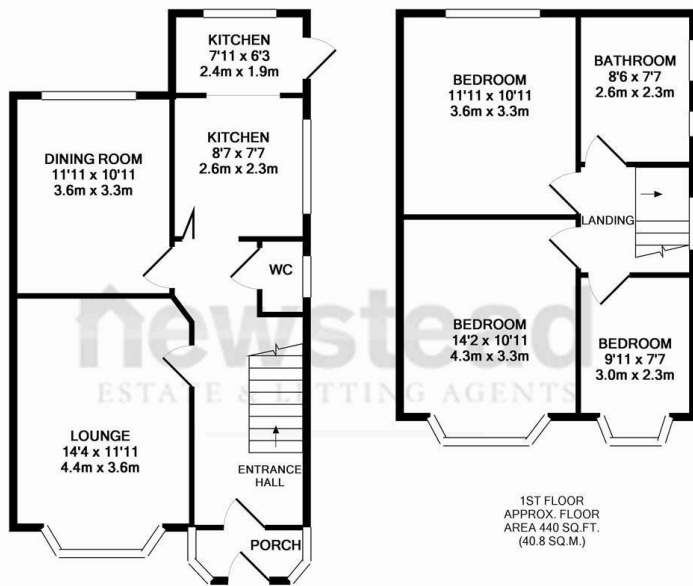 KITCHEN
7'11 x 6'3
2.4m x 1.9m
KITCHEN
8'7 x 7'7
2.6m x 2.3m
DINING ROOM
11'11 x 10'11
3.6m x 3.3m
WC
LOUNGE
14'4 x 11'11
4.4m x 3.6m
ENTRANCE
HALL
PORCH
BEDROOM
11'11 x 10'11
3.6m x 3.3m
BATHROOM
8'6 x 7'7
2.6m x 2.3m
LANDING
BEDROOM
14'2 x 10'11
4.3m x 3.3m
BEDROOM
9'11 x 7'7
3.0m x 2.3m
newstead
ESTATE & LETTING AGENTS
1ST FLOOR
APPROX. FLOOR
AREA 440 SQ.FT.
(40.8 SQ.M.)